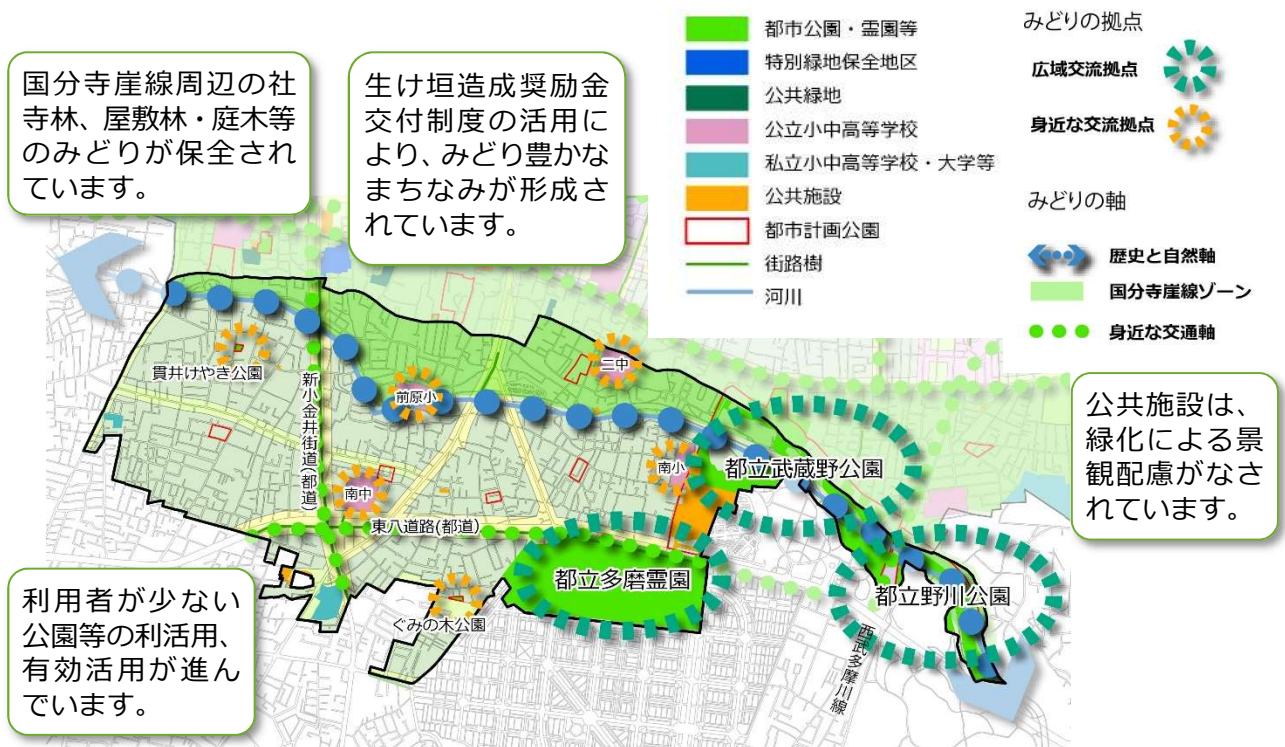 国分寺崖線周辺の社
寺林、屋敷林・庭木等
のみどりが保全され
ています。
生け垣造成奨励金
交付制度の活用に
より、みどり豊かな
まちなみが形成さ
れています。
都市公園・霊園等
特別緑地保全地区
公共緑地
公立小中高等学校
私立小中高等学校・大学等
公共施設
都市計画公園
街路樹
河川
みどりの拠点
広域交流拠点
身近な交流拠点
みどりの軸
歴史と自然軸
国分寺崖線ゾーン
身近な交通軸
貫井けやき公園
新小金井街道(都道)
前原小
二中
南小
南中
都立武蔵野公園
東八道路(都道)
都立多磨霊園
都立野川公園
ぐみの木公園
西武多摩川線
公共施設は、
緑化による景
観配慮がなさ
れています。
利用者が少ない
公園等の利活用、
有効活用が進ん
でいます。